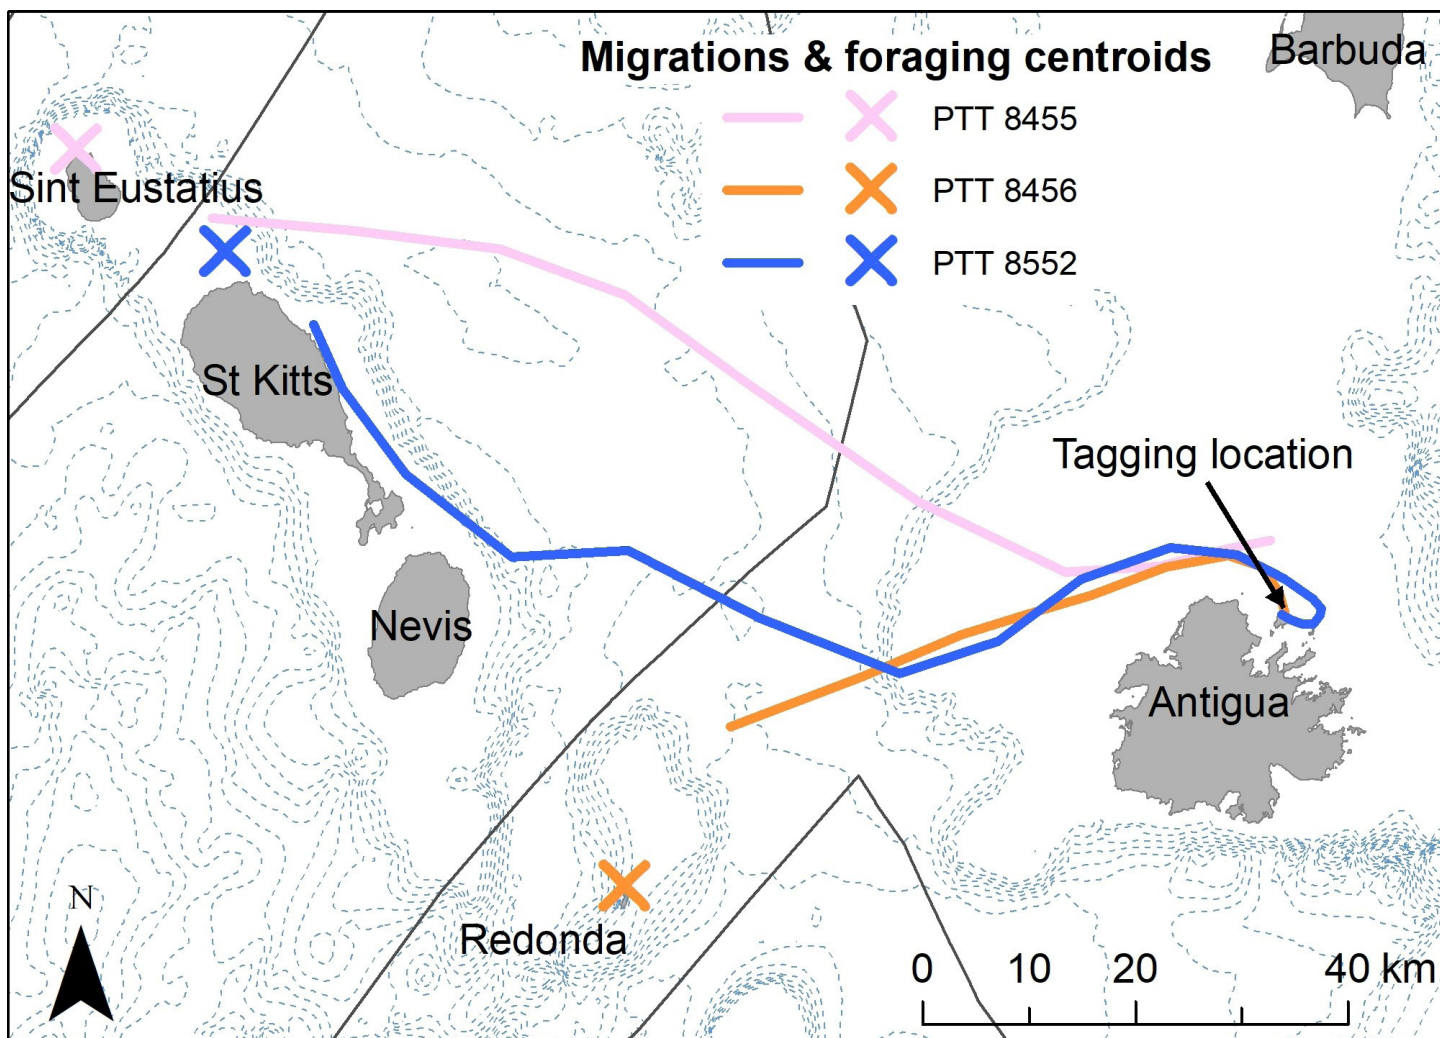 Barbuda
Migrations & foraging centroids
PTT 8455
PTT 8456
PTT 8552
Sint Eustatius
St Kitts
Tagging location
Nevis
Antigua
N
Redonda
0 10 20 40 km